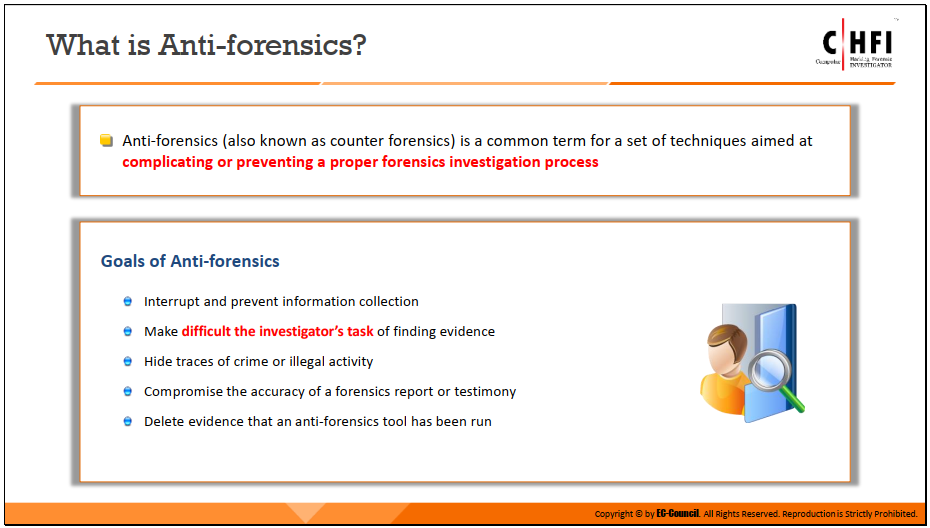 What is Anti-forensics?
C HFI
Computer Hacking Forensic
INVESTIGATOR
Anti-forensics (also known as counter forensics) is a common term for a set of techniques aimed at
complicating or preventing a proper forensics investigation process
Goals of Anti-forensics
Interrupt and prevent information collection
Make difficult the investigator’s task of finding evidence
Hide traces of crime or illegal activity
Compromise the accuracy of a forensics report or testimony
Delete evidence that an anti-forensics tool has been run
Copyright © by EC-Council. All Rights Reserved. Reproduction is Strictly Prohibited.